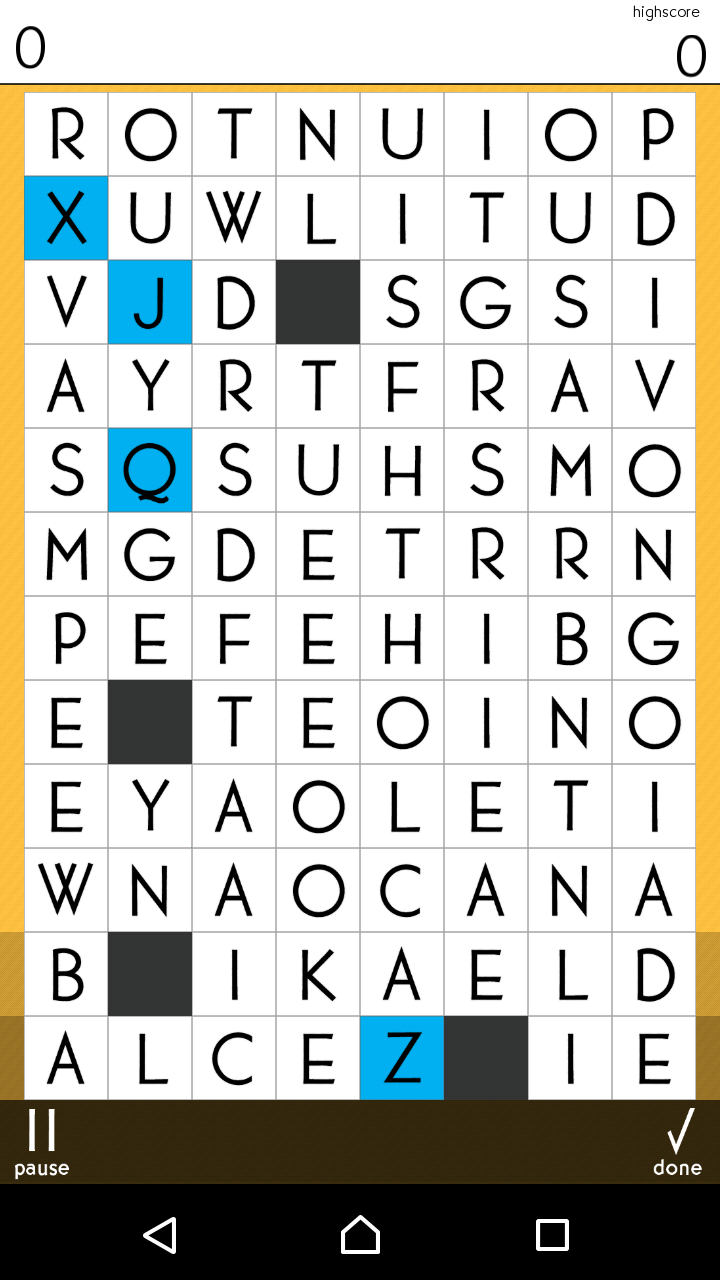 highscore
0 0
R O T N U I O P
X U W L I T U D
V J D S G S I
A Y R T F R A V
S Q S U H S M O
M G D E T R R N
P E F E H I B G
E T E O I N O
E Y A O L E T I
W N A O C A N A
B I K A E L D
A L C E Z I E
pause done